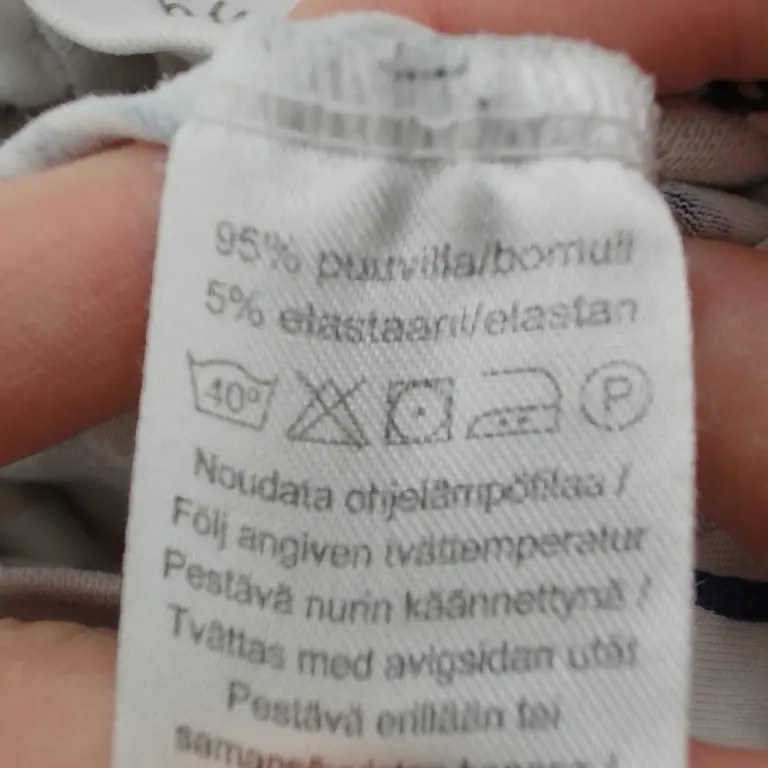 95% puuvilla/bomull
5% elastaani/elastan
40° P
Noudata ohjelämpötilaa /
Följ angiven tvättemperatur
Pestävä nurin käännettynä /
Tvättas med avigsidan utåt
Pestävä erillään tai